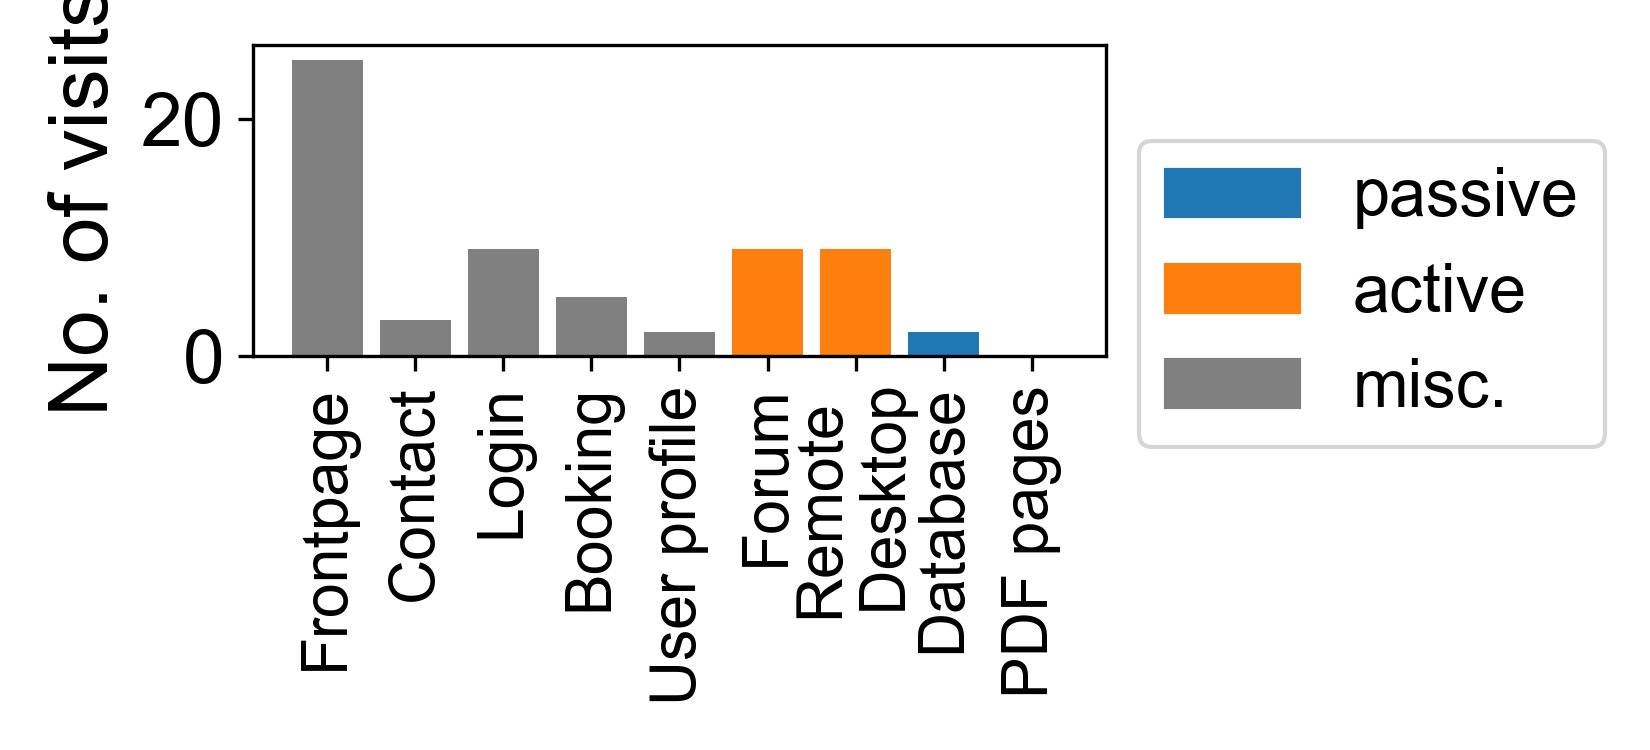 No. of visits
20
0
Frontpage
Contact
Login
Booking
User profile
Forum
Remote
Desktop
Database
PDF pages
passive
active
misc.